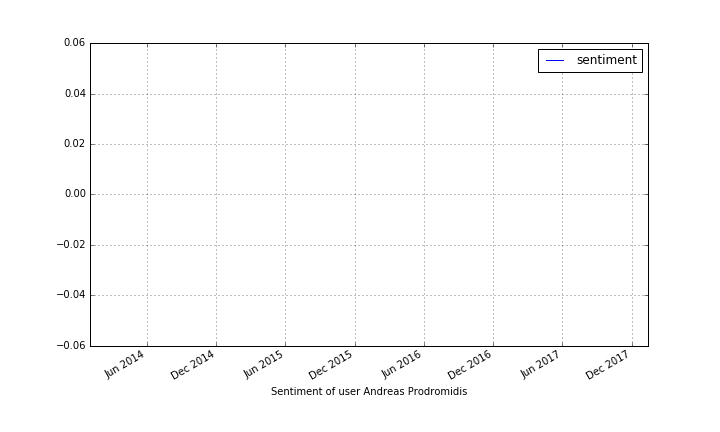 0.06
sentiment
0.04
0.02
0.00
−0.02
−0.04
−0.06
Jun 2014 Dec 2014 Jun 2015 Dec 2015 Jun 2016 Dec 2016 Jun 2017 Dec 2017
Sentiment of user Andreas Prodromidis